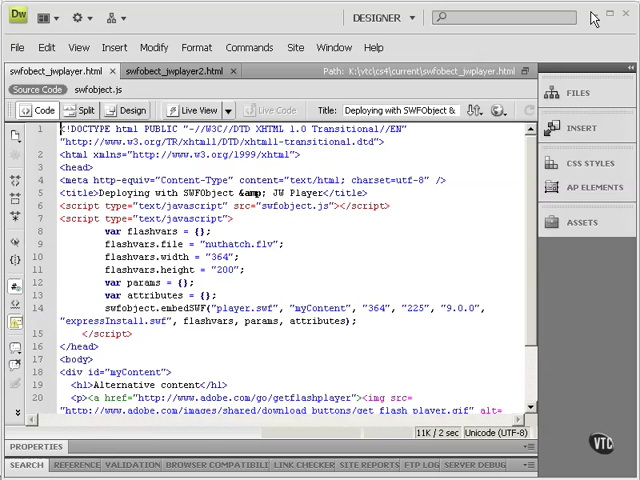 Dw
DESIGNER
File Edit View Insert Modify Format Commands Site Window Help
swfobect_jwplayer.html × swfobect_jwplayer2.html × Path: K:\vtc\cs4\current\swfobect_jwplayer.html
Source Code swfobject.js
Code Split Design Live View Live Code Title: Deploying with SWFObject &
1 <!DOCTYPE html PUBLIC "-//W3C//DTD XHTML 1.0 Transitional//EN"
"http://www.w3.org/TR/xhtml1/DTD/xhtml1-transitional.dtd">
2 <html xmlns="http://www.w3.org/1999/xhtml">
3 <head>
4 <meta http-equiv="Content-Type" content="text/html; charset=utf-8" />
5 <title>Deploying with SWFObject &amp; JW Player</title>
6 <script type="text/javascript" src="swfobject.js"></script>
7 <script type="text/javascript">
8 var flashvars = {};
9 flashvars.file = "nuthatch.flv";
10 flashvars.width = "364";
11 flashvars.height = "200";
12 var params = {};
13 var attributes = {};
14 swfobject.embedSWF("player.swf", "myContent", "364", "225", "9.0.0",
"expressInstall.swf", flashvars, params, attributes);
15 </script>
16 </head>
17 <body>
18 <div id="myContent">
19 <h1>Alternative content</h1>
20 <p><a href="http://www.adobe.com/go/getflashplayer"><img src=
"http://www.adobe.com/images/shared/download_buttons/get_flash_player.gif" alt=
11K / 2 sec Unicode (UTF-8)
FILES
INSERT
CSS STYLES
AP ELEMENTS
ASSETS
VTC
PROPERTIES
SEARCH REFERENCE VALIDATION BROWSER COMPATIBILI LINK CHECKER SITE REPORTS FTP LOG SERVER DEBUG